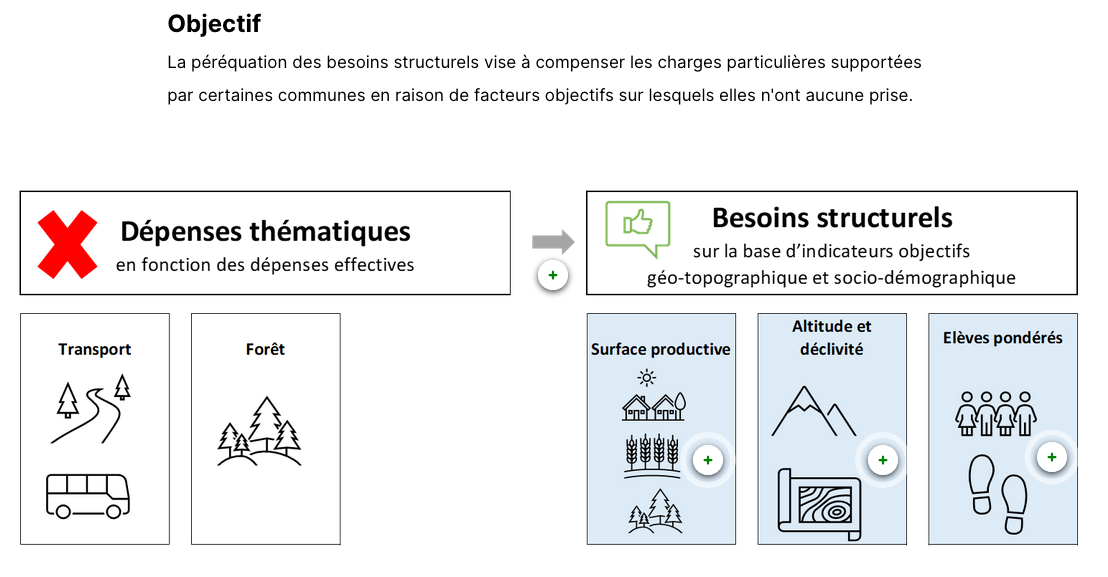 Objectif
La péréquation des besoins structurels vise à compenser les charges particulières supportées
par certaines communes en raison de facteurs objectifs sur lesquels elles n'ont aucune prise.
Dépenses thématiques
en fonction des dépenses effectives
+
Besoins structurels
sur la base d’indicateurs objectifs
géo-topographique et socio-démographique
Transport
Forêt
Surface productive
+
Altitude et
déclivité
+
Elèves pondérés
+